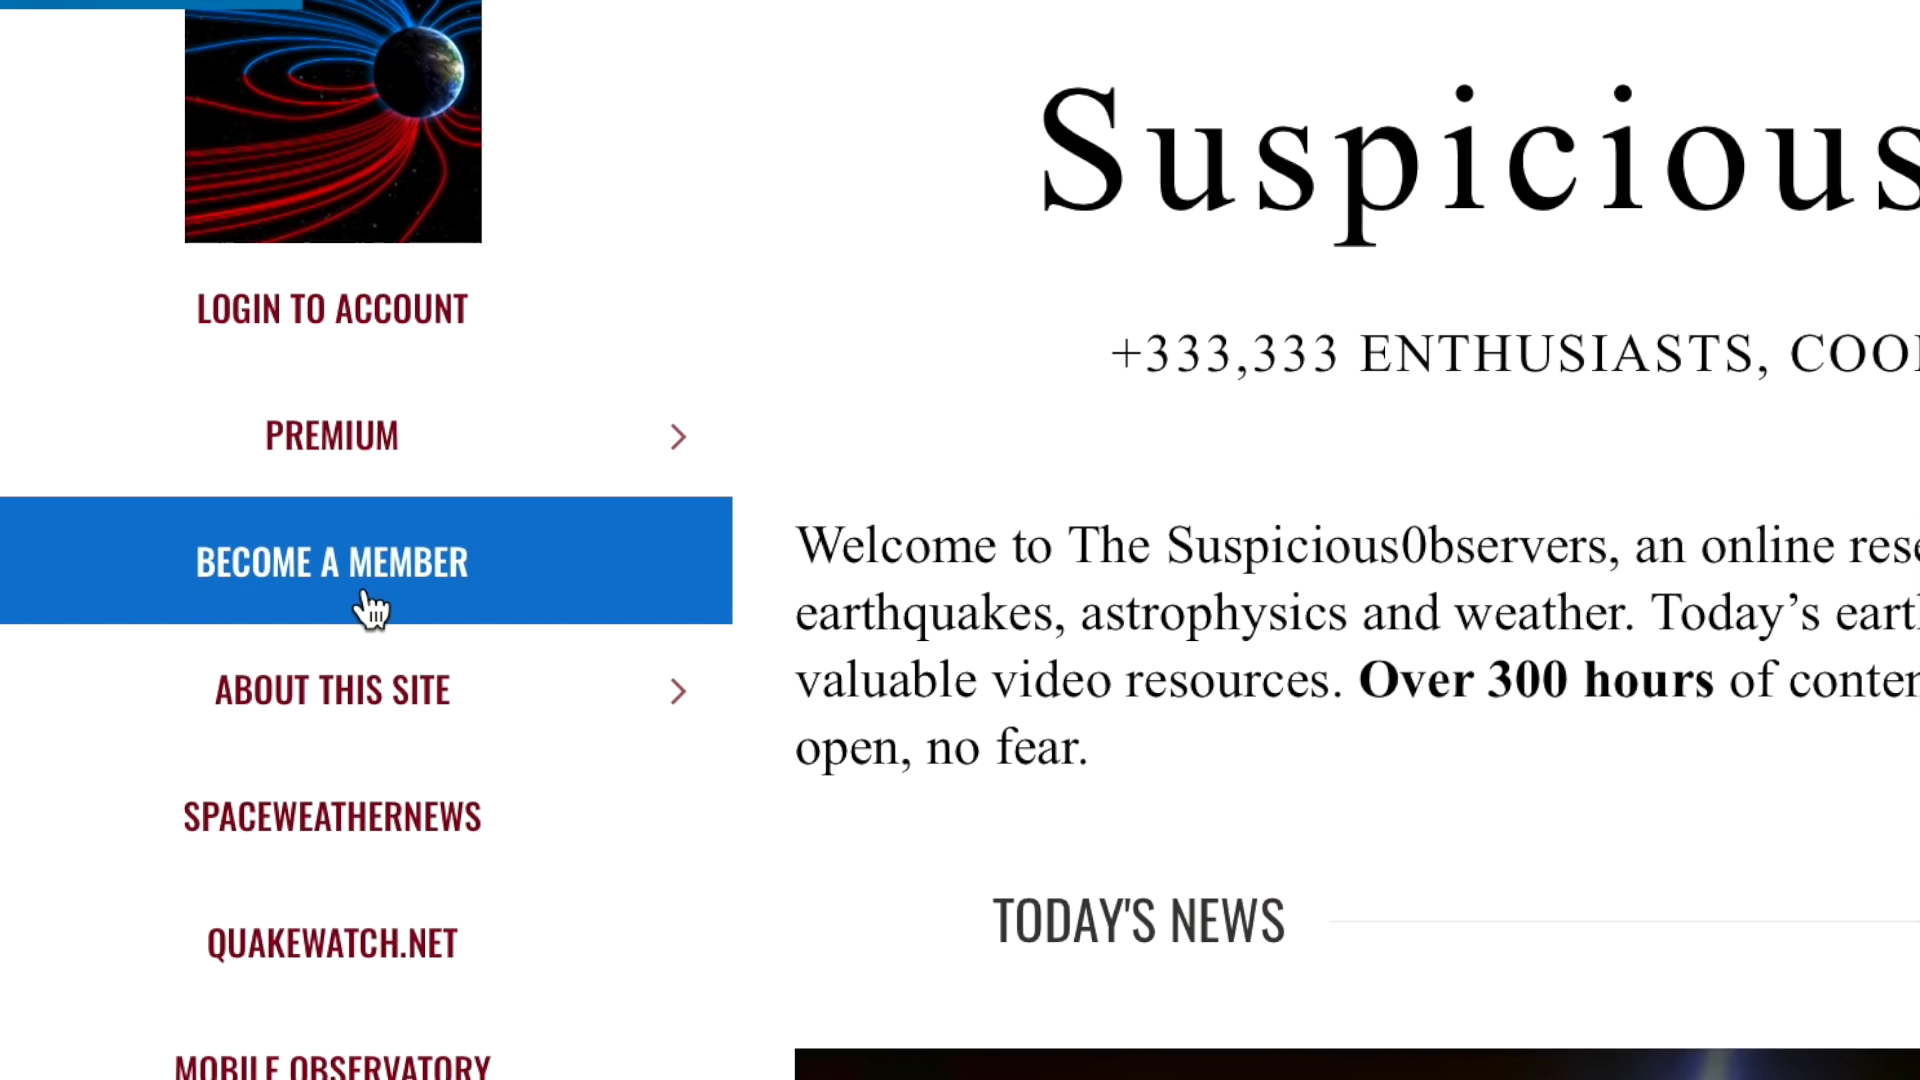 Suspicious
LOGIN TO ACCOUNT
+333,333 ENTHUSIASTS,
PREMIUM
BECOME A MEMBER
Welcome to The Suspicious0bservers, an online
earthquakes, astrophysics and weather. Today’s
valuable video resources. Over 300 hours of
open, no fear.
ABOUT THIS SITE
SPACEWEATHERNEWS
TODAY'S NEWS
QUAKEWATCH.NET
MOBILE OBSERVATORY